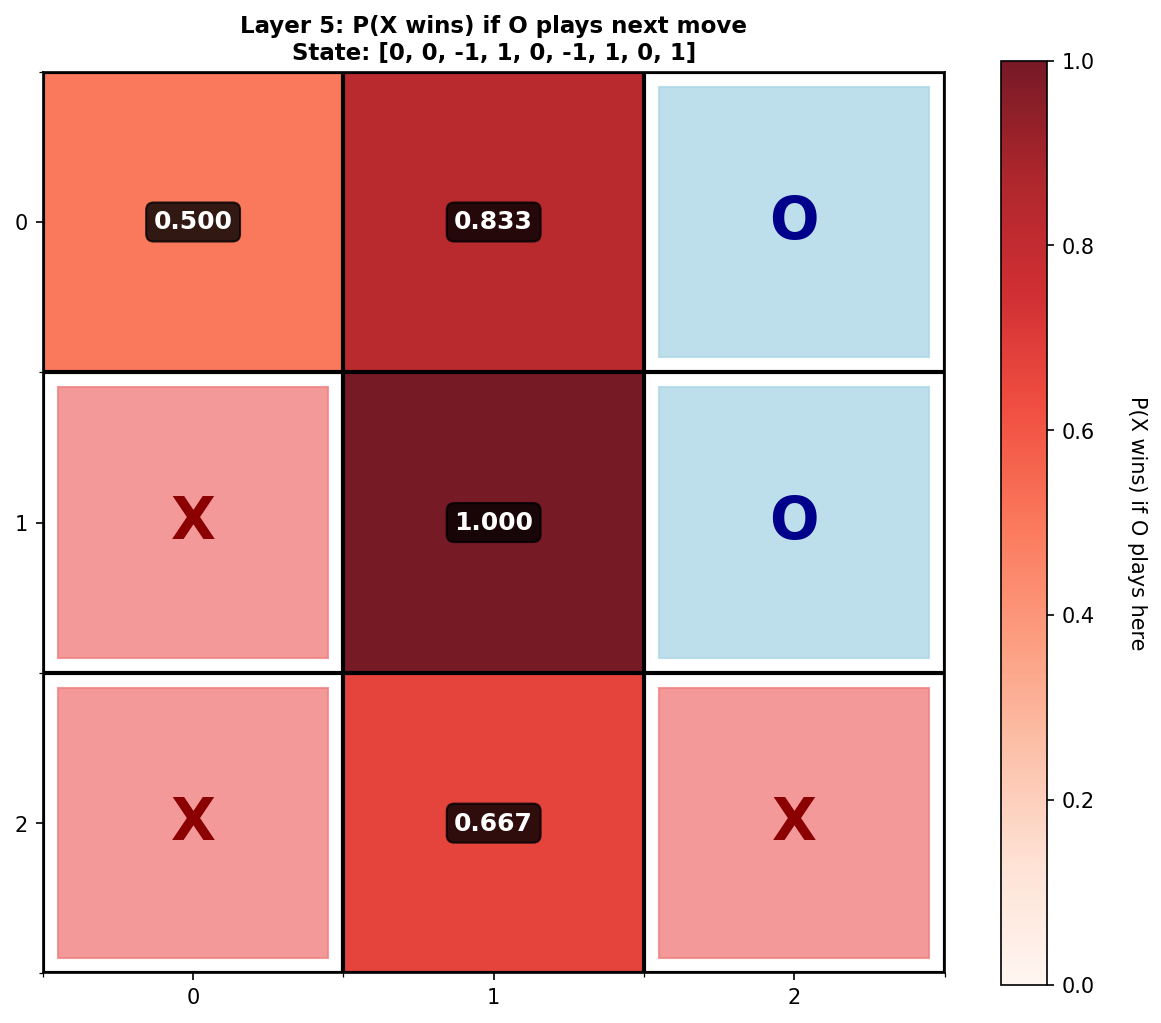 Layer 5: P(X wins) if O plays next move
State: [0, 0, -1, 1, 0, -1, 1, 0, 1]
0
0.500
0.833
O
1
X
1.000
O
2
X
0.667
X
0
1
2
1.0
0.8
0.6
0.4
0.2
0.0
P(X wins) if O plays here